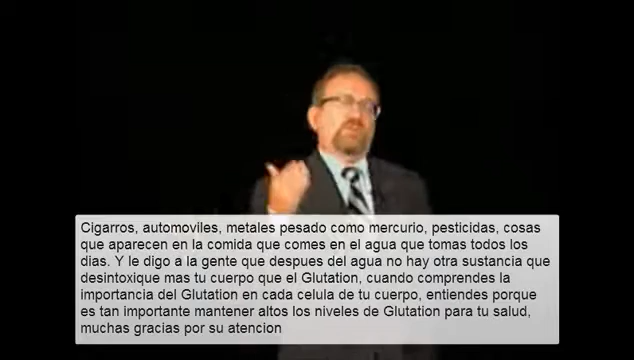 Cigarros, automoviles, metales pesado como mercurio, pesticidas, cosas
que aparecen en la comida que comes en el agua que tomas todos los
dias. Y le digo a la gente que despues del agua no hay otra sustancia que
desintoxique mas tu cuerpo que el Glutation, cuando comprendes la
importancia del Glutation en cada celula de tu cuerpo, entiendes porque
es tan importante mantener altos los niveles de Glutation para tu salud,
muchas gracias por su atencion